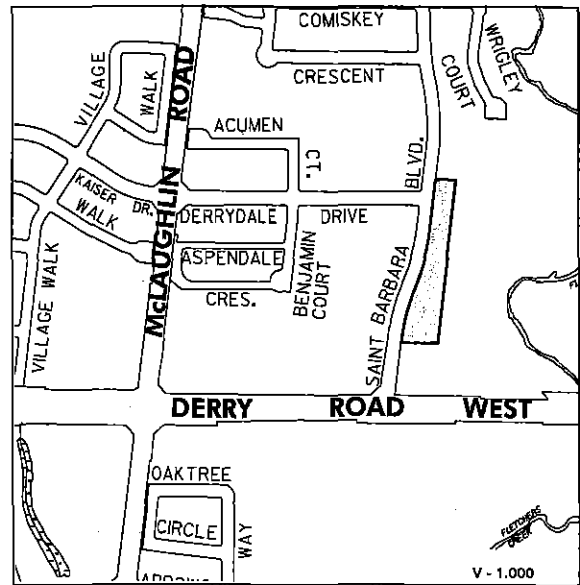 COMISKEY
WRIGLEY
COURT
CRESCENT
VILLAGE
WALK
McLAUGHLIN ROAD
ACUMEN
CT.
BLVD.
KAISER DR.
WALK
DERRYDALE DRIVE
ASPENDALE
CRES.
BENJAMIN
COURT
VILLAGE WALK
SAINT BARBARA
DERRY ROAD WEST
OAKTREE
CIRCLE
WAY
FLETCHERS
CREEK
V - 1.000